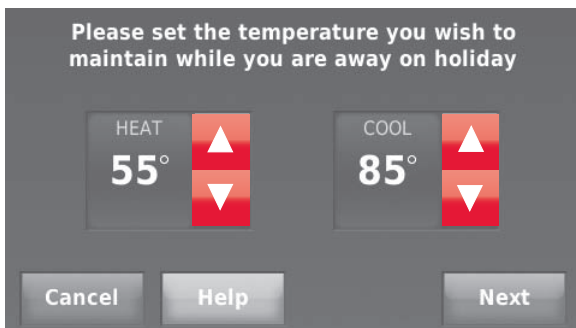 Please set the temperature you wish to
maintain while you are away on holiday
HEAT
55°
COOL
85°
Cancel
Help
Next